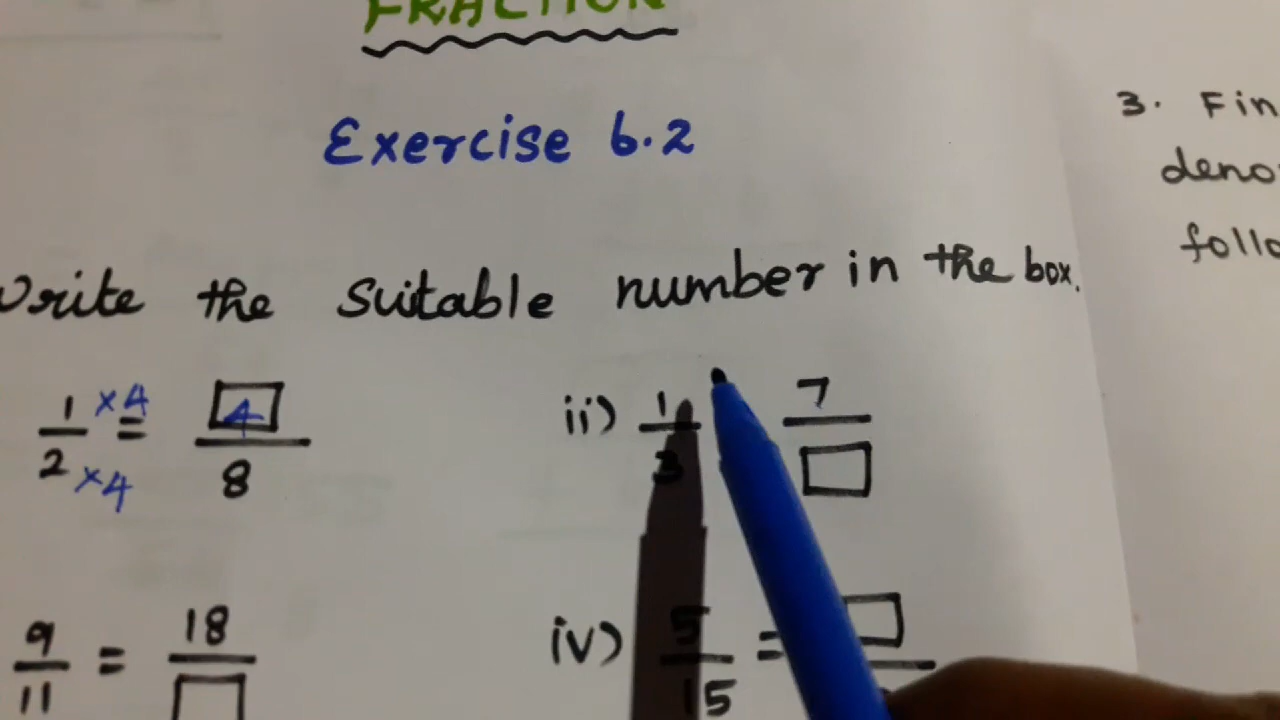 FRACTION
Exercise 6.2
3. Fin
deno
follo
Write the suitable number in the box.
1/2 ×4/×4 = 4/8
ii) 1/3 7/□
9/11 = 18/□
iv) 5/15 = □/